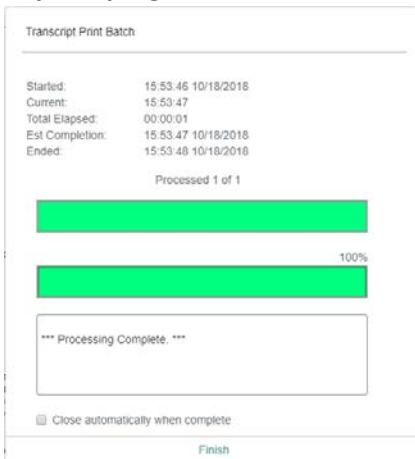 Transcript Print Batch
Started: 15:53:46 10/18/2018
Current: 15:53:47
Total Elapsed: 00:00:01
Est Completion: 15:53:47 10/18/2018
Ended: 15:53:48 10/18/2018
Processed 1 of 1
100%
*** Processing Complete. ***
Close automatically when complete
Finish